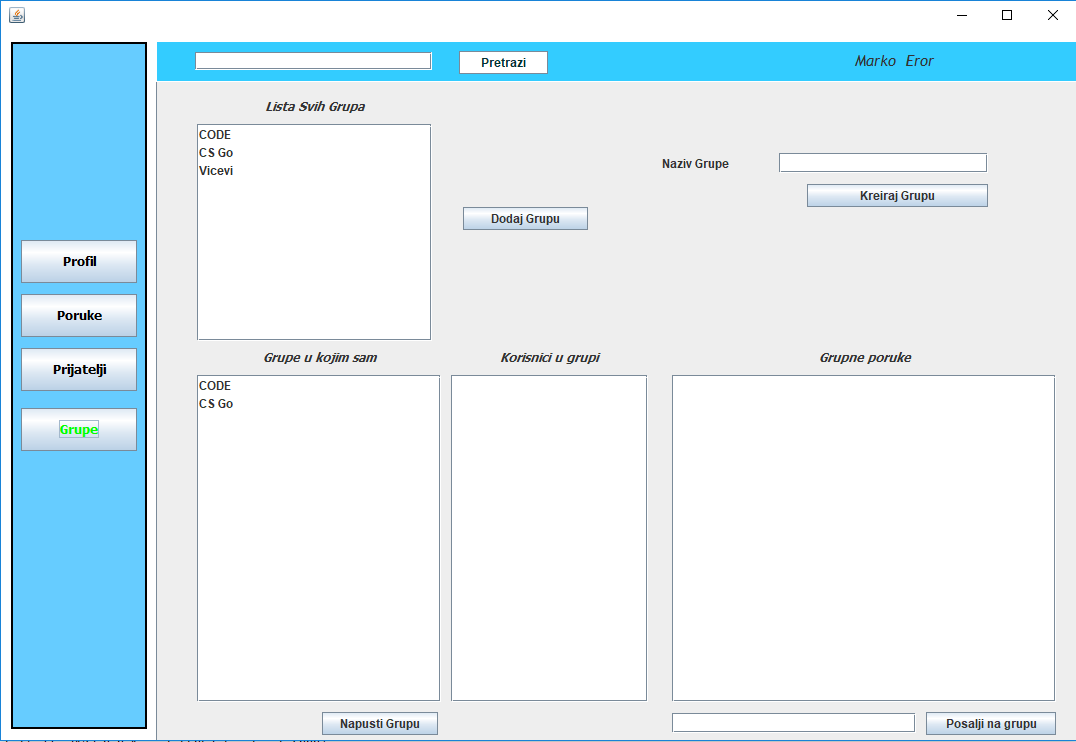 Pretrazi
Marko Eror
Lista Svih Grupa
CODE
CS Go
Vicevi
Naziv Grupe
Kreiraj Grupu
Dodaj Grupu
Profil
Poruke
Prijatelji
Grupe
Grupe u kojim sam
CODE
CS Go
Korisnici u grupi
Grupne poruke
Napusti Grupu
Posalji na grupu